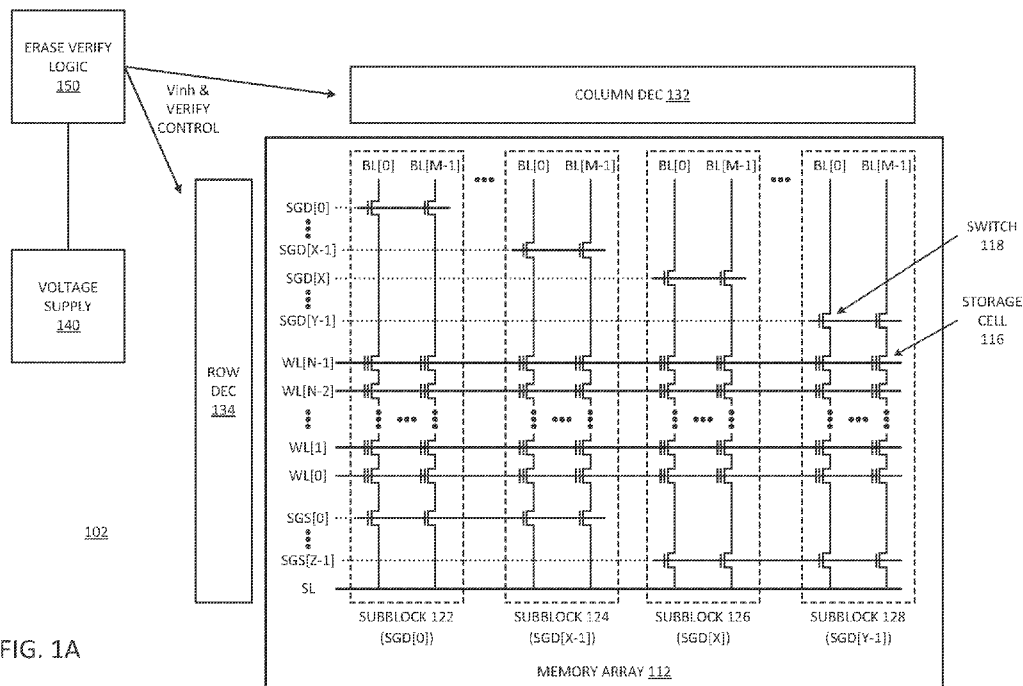 ERASE VERIFY
LOGIC
150
Vinh &
VERIFY
CONTROL
COLUMN DEC 132
VOLTAGE
SUPPLY
140
ROW
DEC
134
BL[0] BL[M-1] BL[0] BL[M-1] BL[0] BL[M-1] BL[0] BL[M-1]
SGD[0]
SGD[X-1]
SGD[X]
SGD[Y-1]
WL[N-1]
WL[N-2]
WL[1]
WL[0]
SGS[0]
SGS[Z-1]
SL
SWITCH
118
STORAGE
CELL
116
102
SUBBLOCK 122
(SGD[0])
SUBBLOCK 124
(SGD[X-1])
SUBBLOCK 126
(SGD[X])
SUBBLOCK 128
(SGD[Y-1])
MEMORY ARRAY 112
FIG. 1A